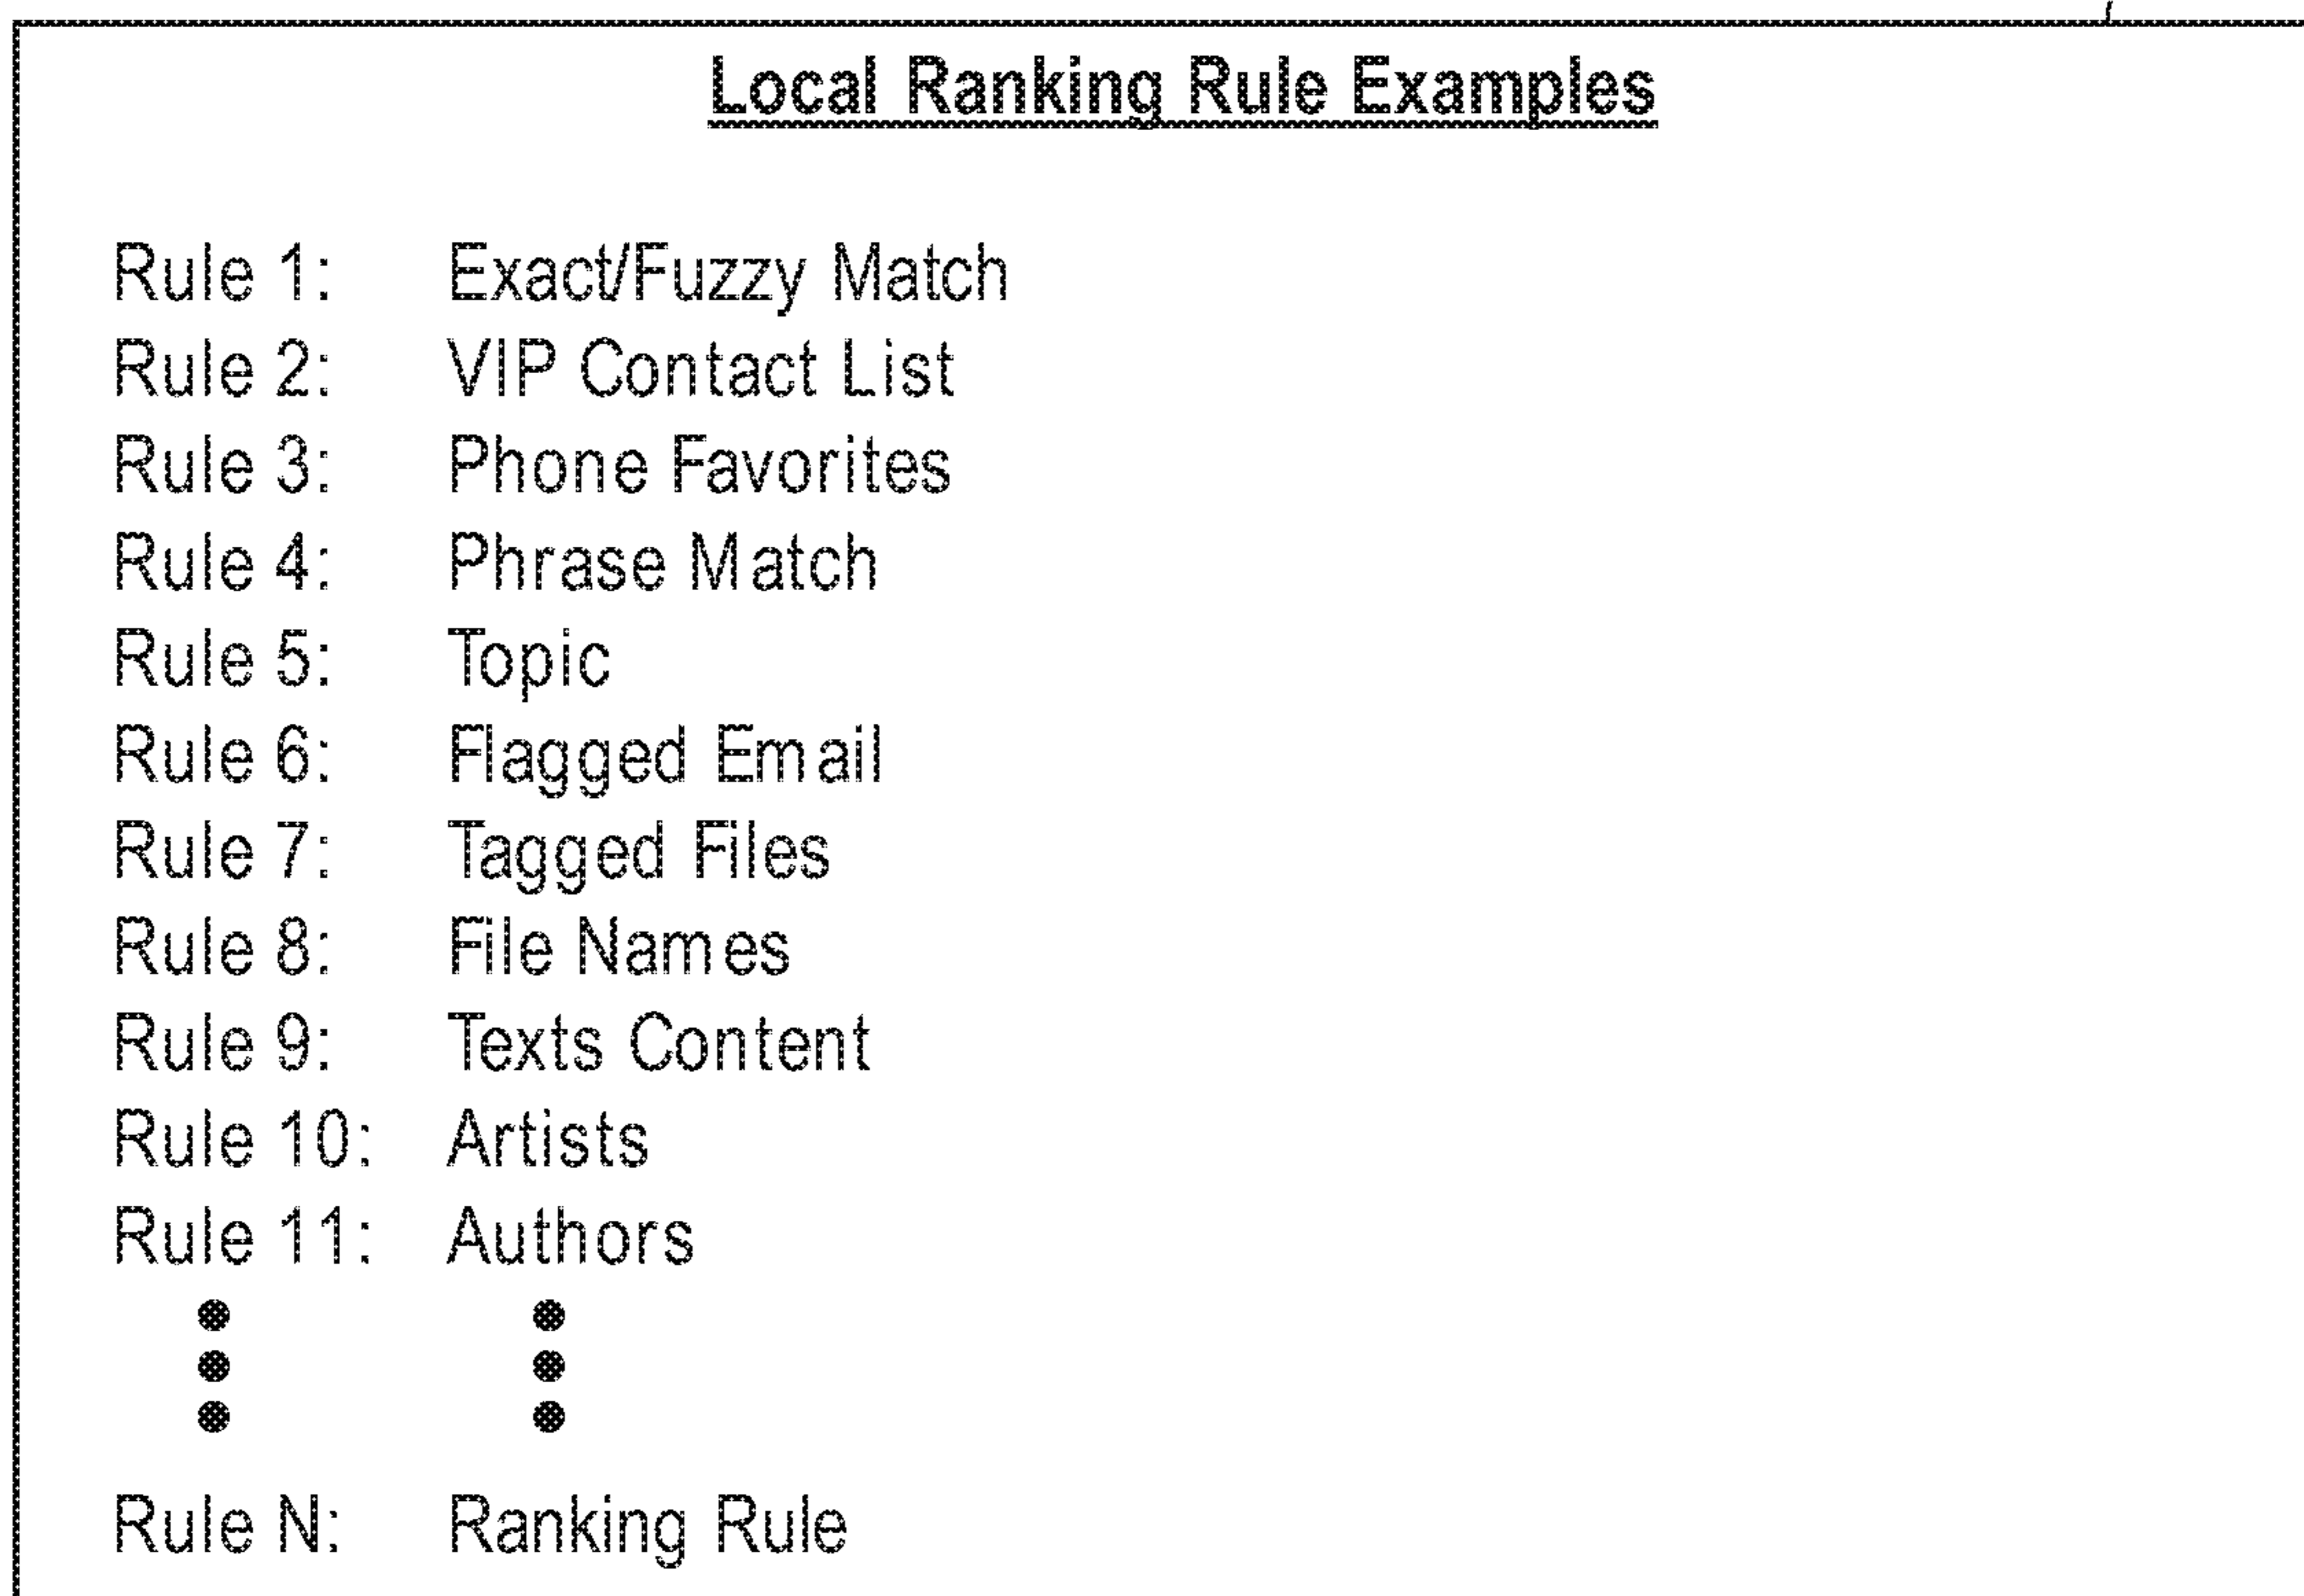 Local Ranking Rule Examples
Rule 1: Exact/Fuzzy Match
Rule 2: VIP Contact List
Rule 3: Phone Favorites
Rule 4: Phrase Match
Rule 5: Topic
Rule 6: Flagged Email
Rule 7: Tagged Files
Rule 8: File Names
Rule 9: Texts Content
Rule 10: Artists
Rule 11: Authors
Rule N: Ranking Rule